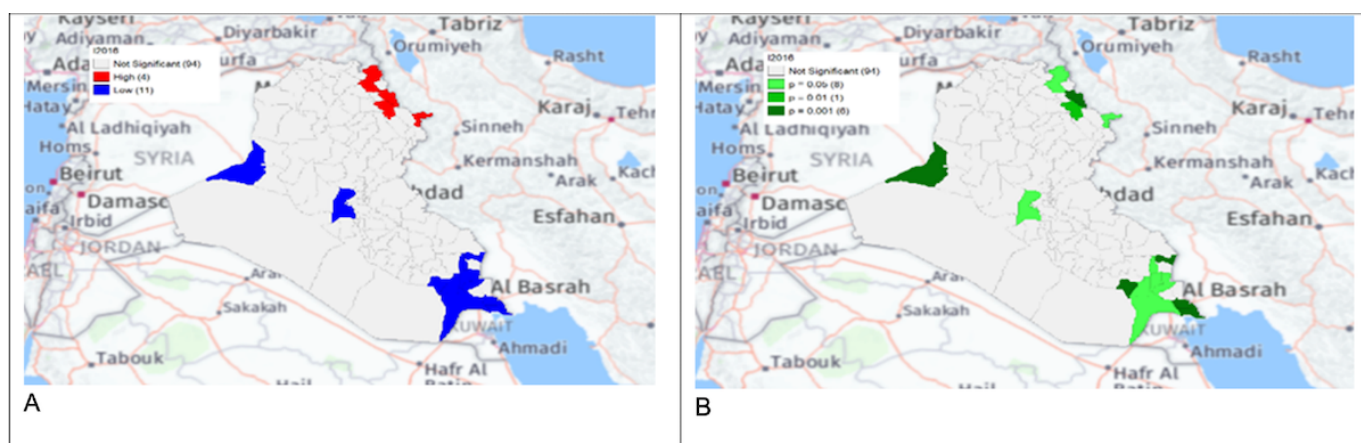 Kayseri
Tabriz
Adiyaman
Diyarbakir
Orumiyeh
Rasht
I2016
Not Significant (94)
High (4)
Low (11)
Mersin
Hatay
Karaj
Al Ladhiqiyah
Sinneh
Homs
SYRIA
Kermanshah
Beirut
Arak
Damasc
dad
Esfahan
Irbid
JORDAN
Al Basrah
Sakakah
KUWAIT
Ahmadi
Tabouk
Hafr Al
A
Kayseri
Tabriz
Adiyaman
Diyarbakir
Orumiyeh
Rasht
I2016
Not Significant (94)
p = 0.05 (8)
p = 0.01 (1)
p = 0.001 (6)
Mersin
Hatay
Karaj
Al Ladhiqiyah
Sinneh
Homs
SYRIA
Kermanshah
Beirut
Arak
Damasc
dad
Esfahan
Irbid
JORDAN
Al Basrah
Sakakah
KUWAIT
Ahmadi
Tabouk
Hafr Al
B